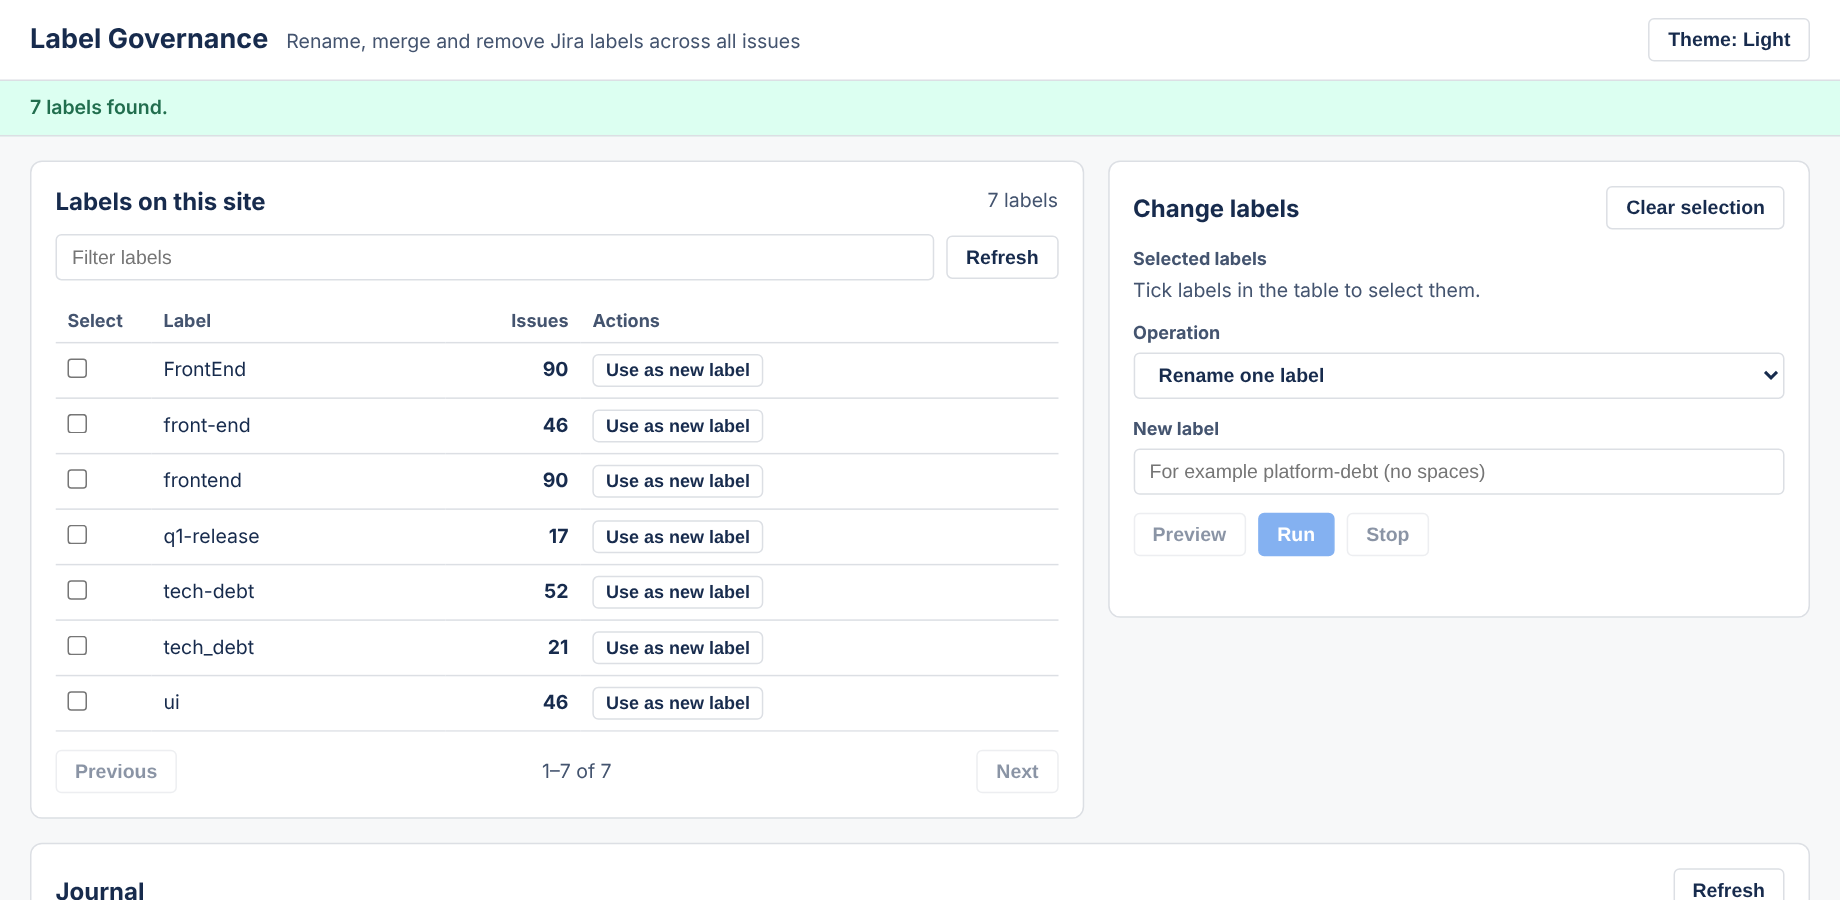 Label Governance Rename, merge and remove Jira labels across all issues Theme: Light
7 labels found.
Labels on this site 7 labels
Filter labels Refresh
Select Label Issues Actions
FrontEnd 90 Use as new label
front-end 46 Use as new label
frontend 90 Use as new label
q1-release 17 Use as new label
tech-debt 52 Use as new label
tech_debt 21 Use as new label
ui 46 Use as new label
Previous 1–7 of 7 Next
Change labels Clear selection
Selected labels
Tick labels in the table to select them.
Operation
Rename one label
New label
For example platform-debt (no spaces)
Preview Run Stop
Journal Refresh